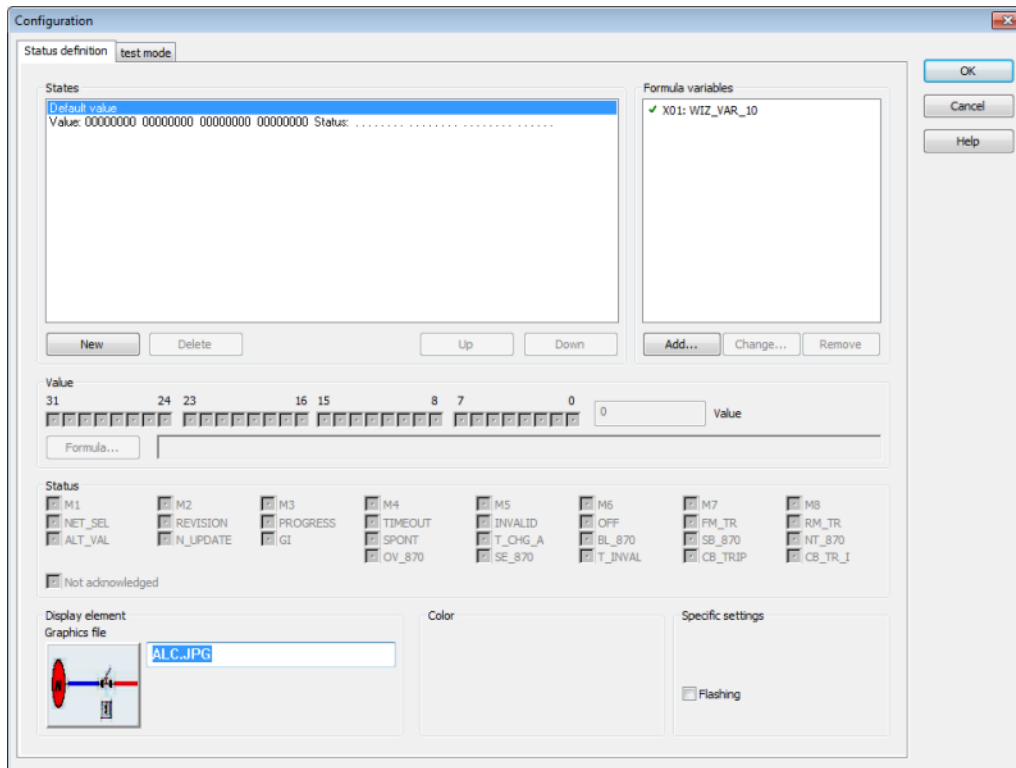 Configuration
Status definition test mode
OK
Cancel
Help
States
Default value
Value: 00000000 00000000 00000000 00000000 Status: . . . . . . . . . . . . . . . . . . . . . . . . . . . . . .
Formula variables
X01: WIZ_VAR_10
New Delete Up Down
Add... Change... Remove
Value
31 24 23 16 15 8 7 0
0 Value
Formula...
Status
M1 M2 M3 M4 M5 M6 M7 M8
NET_SEL REVISION PROGRESS TIMEOUT INVALID OFF FM_TR RM_TR
ALT_VAL N_UPDATE GI SPONT T_CHG_A BL_870 SB_870 NT_870
OV_870 SE_870 T_INVAL CB_TRIP CB_TR_I
Not acknowledged
Display element
Graphics file
ALC.JPG
N
Color
Specific settings
Flashing